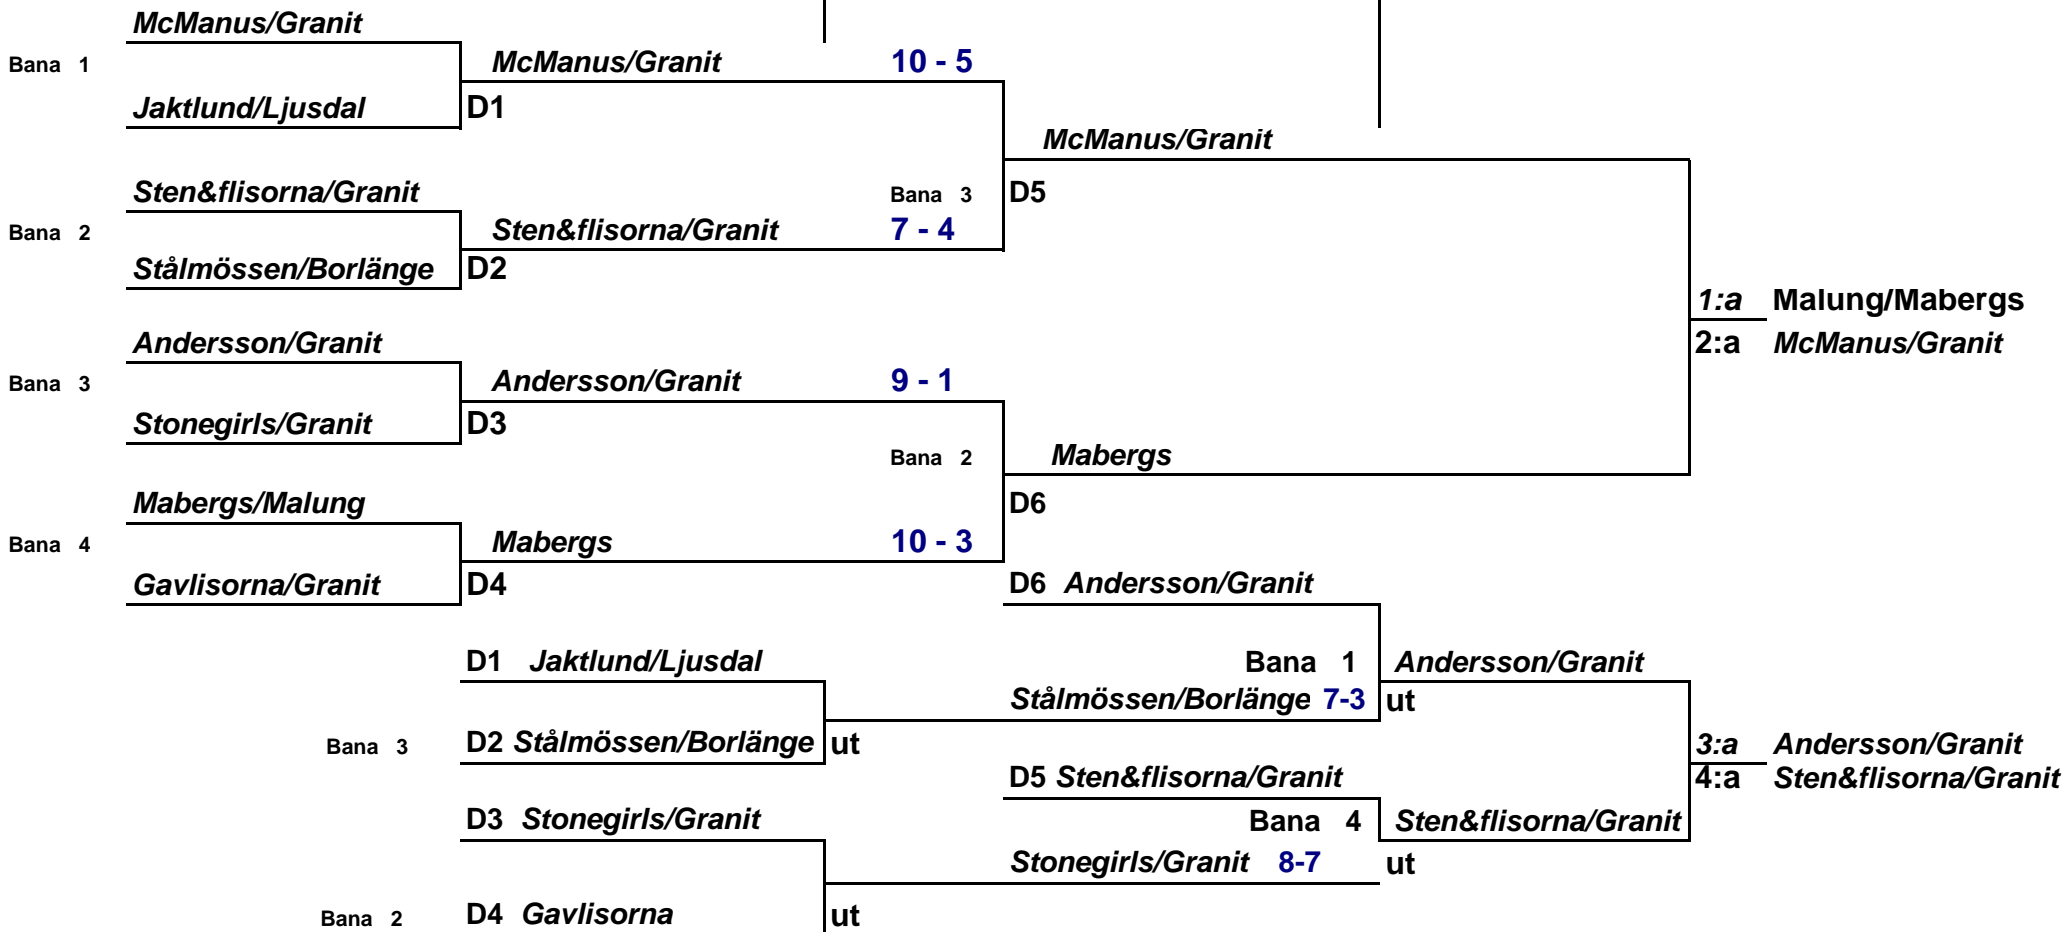 McManus/Granit
Bana 1
McManus/Granit 10 - 5
Jaktlund/Ljusdal D1
McManus/Granit
Sten&flisorna/Granit
Bana 3 D5
Bana 2
Sten&flisorna/Granit 7 - 4
Stålmössen/Borlänge D2
1:a Malung/Mabergs
Andersson/Granit
2:a McManus/Granit
Bana 3
Andersson/Granit 9 - 1
Stonegirls/Granit D3
Bana 2 Mabergs
Mabergs/Malung
D6
Bana 4
Mabergs 10 - 3
Gavlisorna/Granit D4
D6 Andersson/Granit
D1 Jaktlund/Ljusdal
Bana 1 Andersson/Granit
Stålmössen/Borlänge 7-3 ut
Bana 3 D2 Stålmössen/Borlänge ut
3:a Andersson/Granit
D5 Sten&flisorna/Granit
4:a Sten&flisorna/Granit
D3 Stonegirls/Granit
Bana 4 Sten&flisorna/Granit
Stonegirls/Granit 8-7 ut
Bana 2 D4 Gavlisorna ut